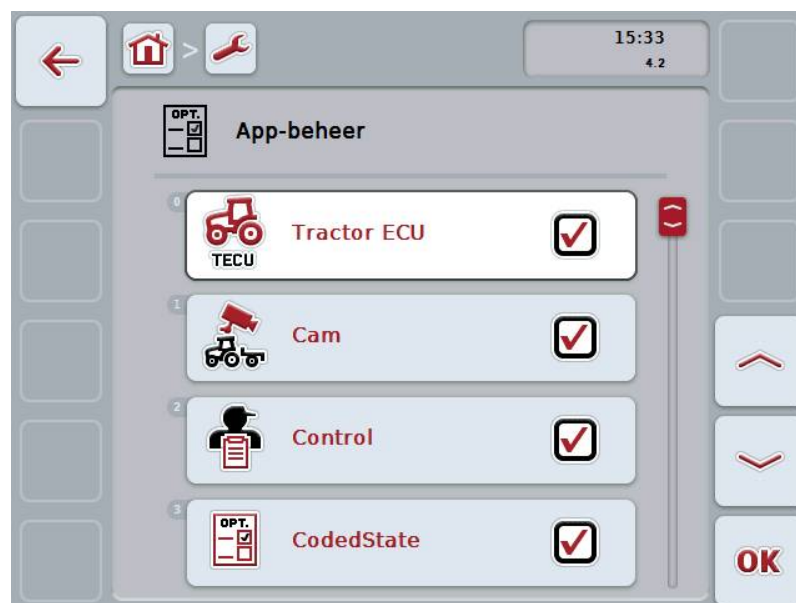 >
15:33
4.2
OPT.
App-beheer
0
TECU
Tractor ECU
1
Cam
2
Control
3
OPT.
CodedState
OK